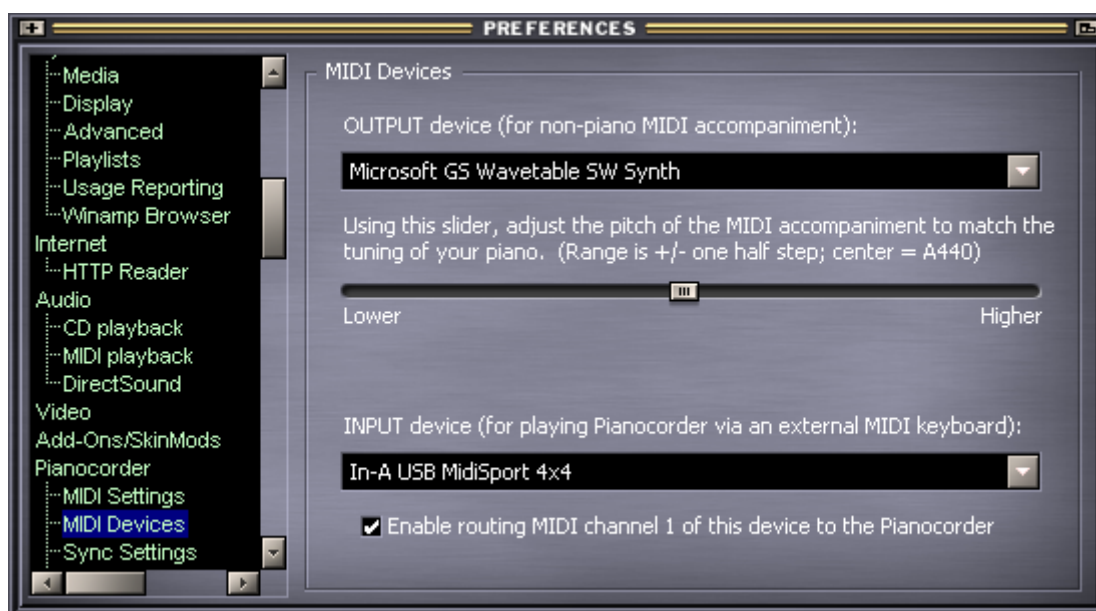 PREFERENCES
Media
Display
Advanced
Playlists
Usage Reporting
Winamp Browser
Internet
HTTP Reader
Audio
CD playback
MIDI playback
DirectSound
Video
Add-Ons/SkinMods
Pianocorder
MIDI Settings
MIDI Devices
Sync Settings
MIDI Devices
OUTPUT device (for non-piano MIDI accompaniment):
Microsoft GS Wavetable SW Synth
Using this slider, adjust the pitch of the MIDI accompaniment to match the
tuning of your piano.  (Range is +/- one half step; center = A440)
Lower
Higher
INPUT device (for playing Pianocorder via an external MIDI keyboard):
In-A USB MidiSport 4x4
Enable routing MIDI channel 1 of this device to the Pianocorder